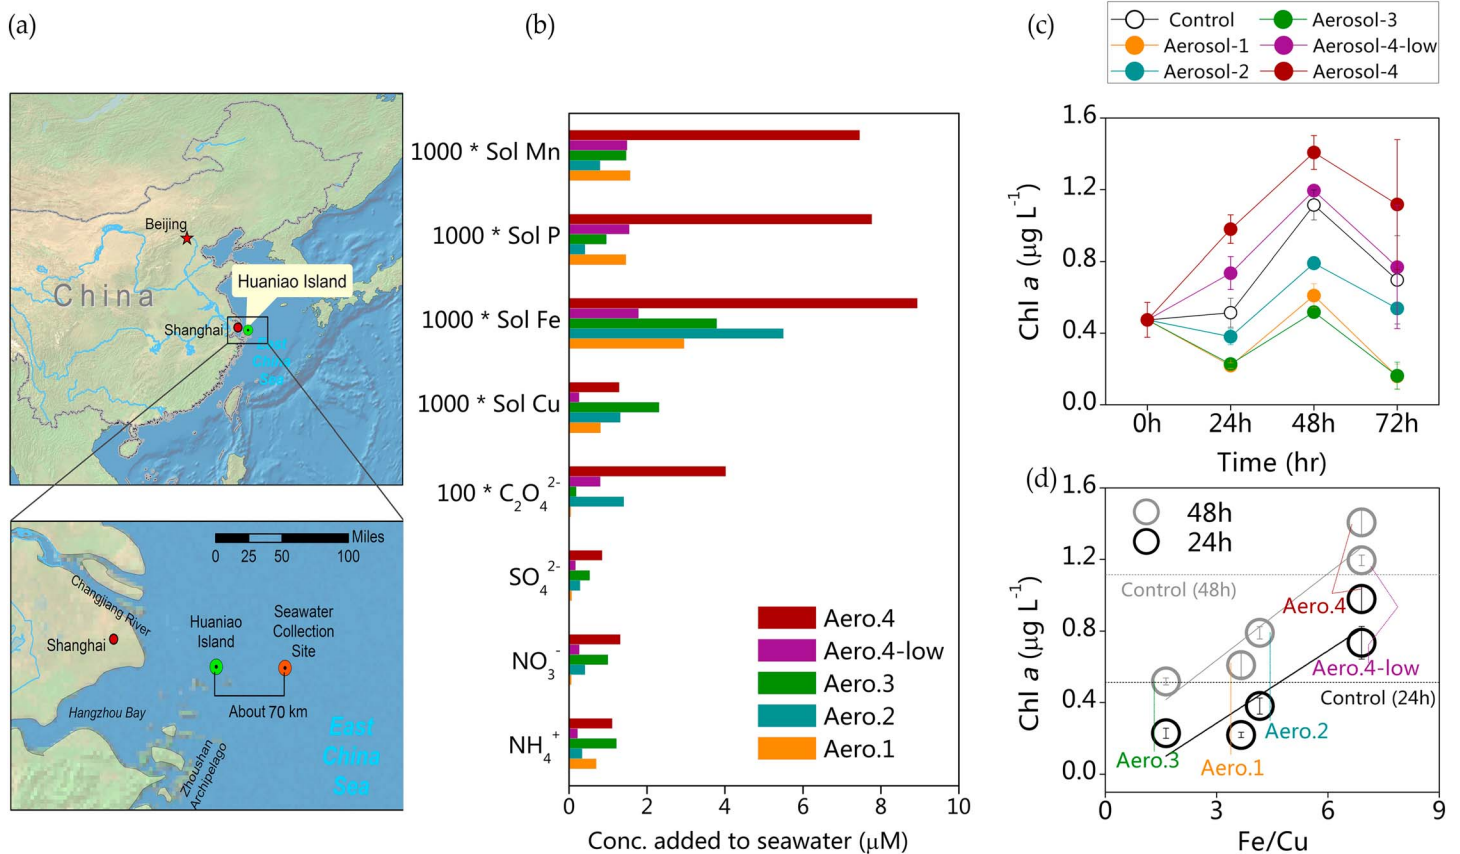 (a)
Beijing
China
Huaniao Island
Shanghai
East
China
Sea
0 25 50 100 Miles
Changjiang River
Shanghai
Huaniao
Island
Seawater
Collection
Site
About 70 km
Hangzhou Bay
Zhoushan
Archipelago
East
China
Sea
(b)
1000 * Sol Mn
1000 * Sol P
1000 * Sol Fe
1000 * Sol Cu
100 * C₂O₄²⁻
SO₄²⁻
NO₃⁻
NH₄⁺
Aero.4
Aero.4-low
Aero.3
Aero.2
Aero.1
0 2 4 6 8 10
Conc. added to seawater (μM)
(c)
Control
Aerosol-1
Aerosol-2
Aerosol-3
Aerosol-4-low
Aerosol-4
Chl a (μg L⁻¹)
1.6
1.2
0.8
0.4
0.0
0h 24h 48h 72h
Time (hr)
(d)
Chl a (μg L⁻¹)
1.6
1.2
0.8
0.4
0.0
48h
24h
Control (48h)
Aero.4
Aero.4-low
Control (24h)
Aero.2
Aero.3
Aero.1
0 3 6 9
Fe/Cu